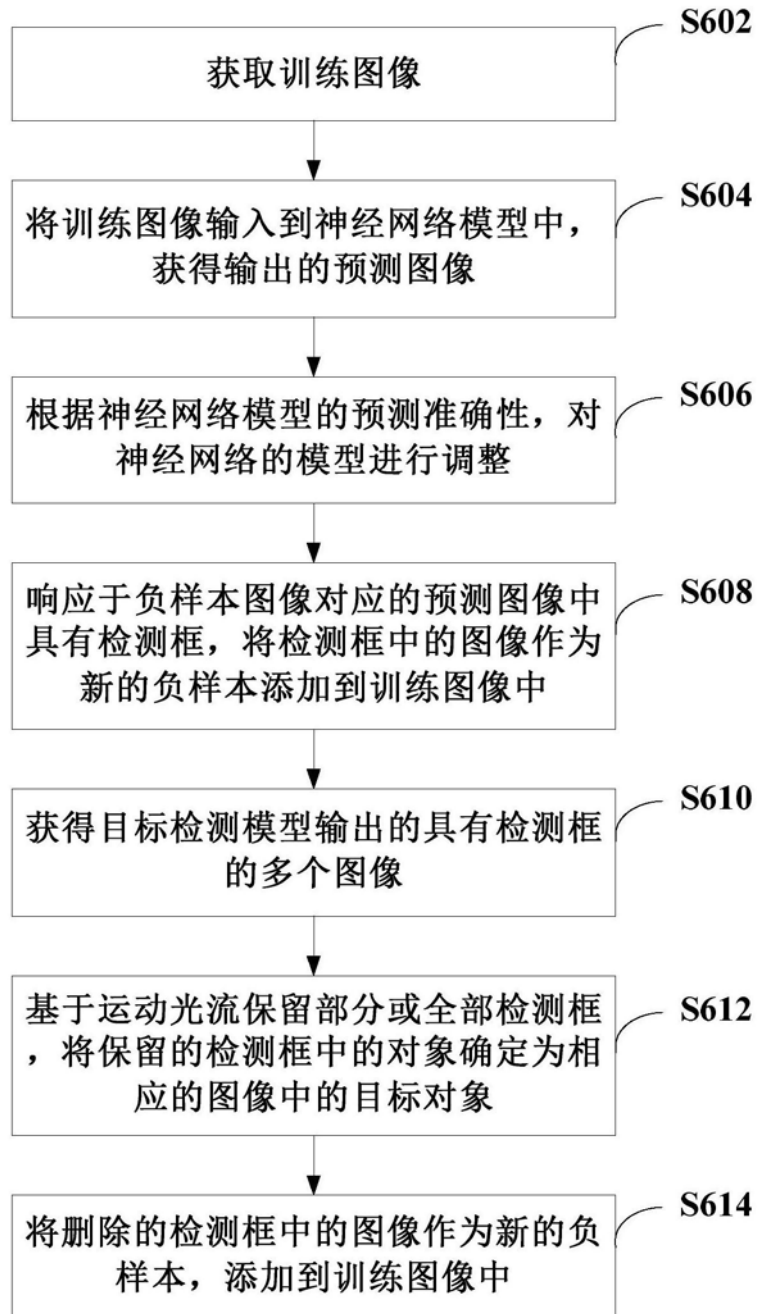 S602
获取训练图像
S604
将训练图像输入到神经网络模型中，
获得输出的预测图像
S606
根据神经网络模型的预测准确性，对
神经网络的模型进行调整
S608
响应于负样本图像对应的预测图像中
具有检测框，将检测框中的图像作为
新的负样本添加到训练图像中
S610
获得目标检测模型输出的具有检测框
的多个图像
S612
基于运动光流保留部分或全部检测框
，将保留的检测框中的对象确定为相
应的图像中的目标对象
S614
将删除的检测框中的图像作为新的负
样本，添加到训练图像中